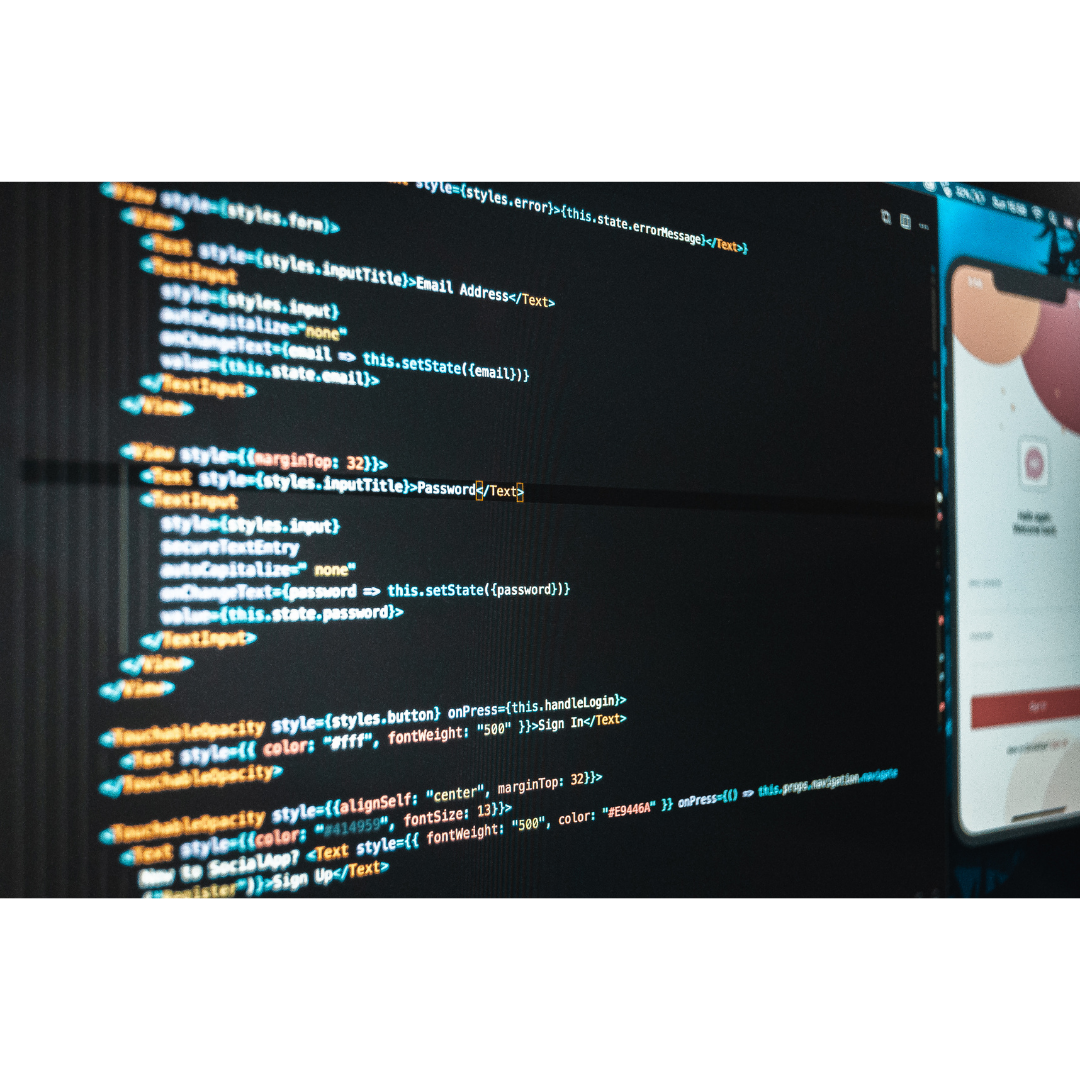 style={styles.error}>{this.state.errorMessage}</Text>}
<View style={styles.form}>
<View>
<Text style={styles.inputTitle}>Email Address</Text>
<TextInput
style={styles.input}
autoCapitalize="none"
onChangeText={email => this.setState({email})}
value={this.state.email}>
</TextInput>
</View>
<View style={{marginTop: 32}}>
<Text style={styles.inputTitle}>Password</Text>
<TextInput
style={styles.input}
secureTextEntry
autoCapitalize=" none"
onChangeText={password => this.setState({password})}
value={this.state.password}>
</TextInput>
</View>
</View>
<TouchableOpacity style={styles.button} onPress={this.handleLogin}>
<Text style={{ color: "#fff", fontWeight: "500" }}>Sign In</Text>
</TouchableOpacity>
<TouchableOpacity style={{alignSelf: "center", marginTop: 32}}>
<Text style={{color: "#414959", fontSize: 13}}>
New to SocialApp? <Text style={{ fontWeight: "500", color: "#E9446A" }} onPress={() => this.props.navigation.navigate
("Register")}>Sign Up</Text>